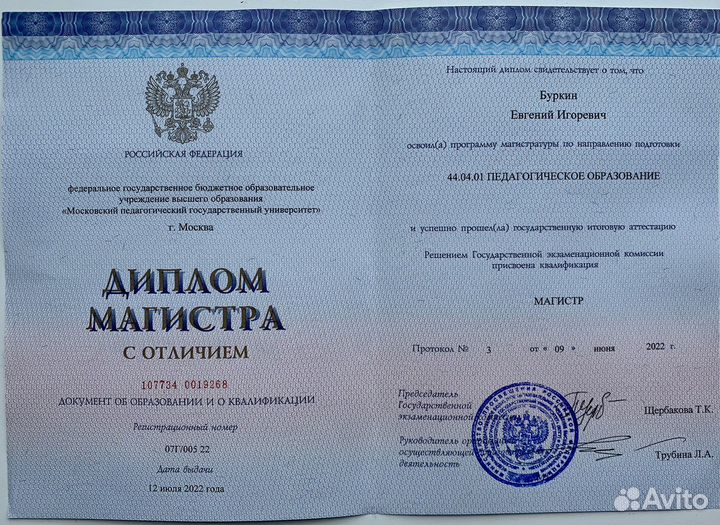 РОССИЙСКАЯ ФЕДЕРАЦИЯ
федеральное государственное бюджетное образовательное
учреждение высшего образования
«Московский педагогический государственный университет»
г. Москва
ДИПЛОМ
МАГИСТРА
С ОТЛИЧИЕМ
107734 0019268
ДОКУМЕНТ ОБ ОБРАЗОВАНИИ И О КВАЛИФИКАЦИИ
Регистрационный номер
07Г/005 22
Дата выдачи
12 июля 2022 года
Настоящий диплом свидетельствует о том, что
Буркин
Евгений Игоревич
освоил(а) программу магистратуры по направлению подготовки
44.04.01 ПЕДАГОГИЧЕСКОЕ ОБРАЗОВАНИЕ
и успешно прошел(ла) государственную итоговую аттестацию
Решением Государственной экзаменационной комиссии
присвоена квалификация
МАГИСТР
Протокол № 3 от « 09 » июня 2022 г.
Председатель
Государственной
экзаменационной
Щербакова Т.К.
Руководитель
осуществляющей
деятельность
Трубина Л.А.
Avito